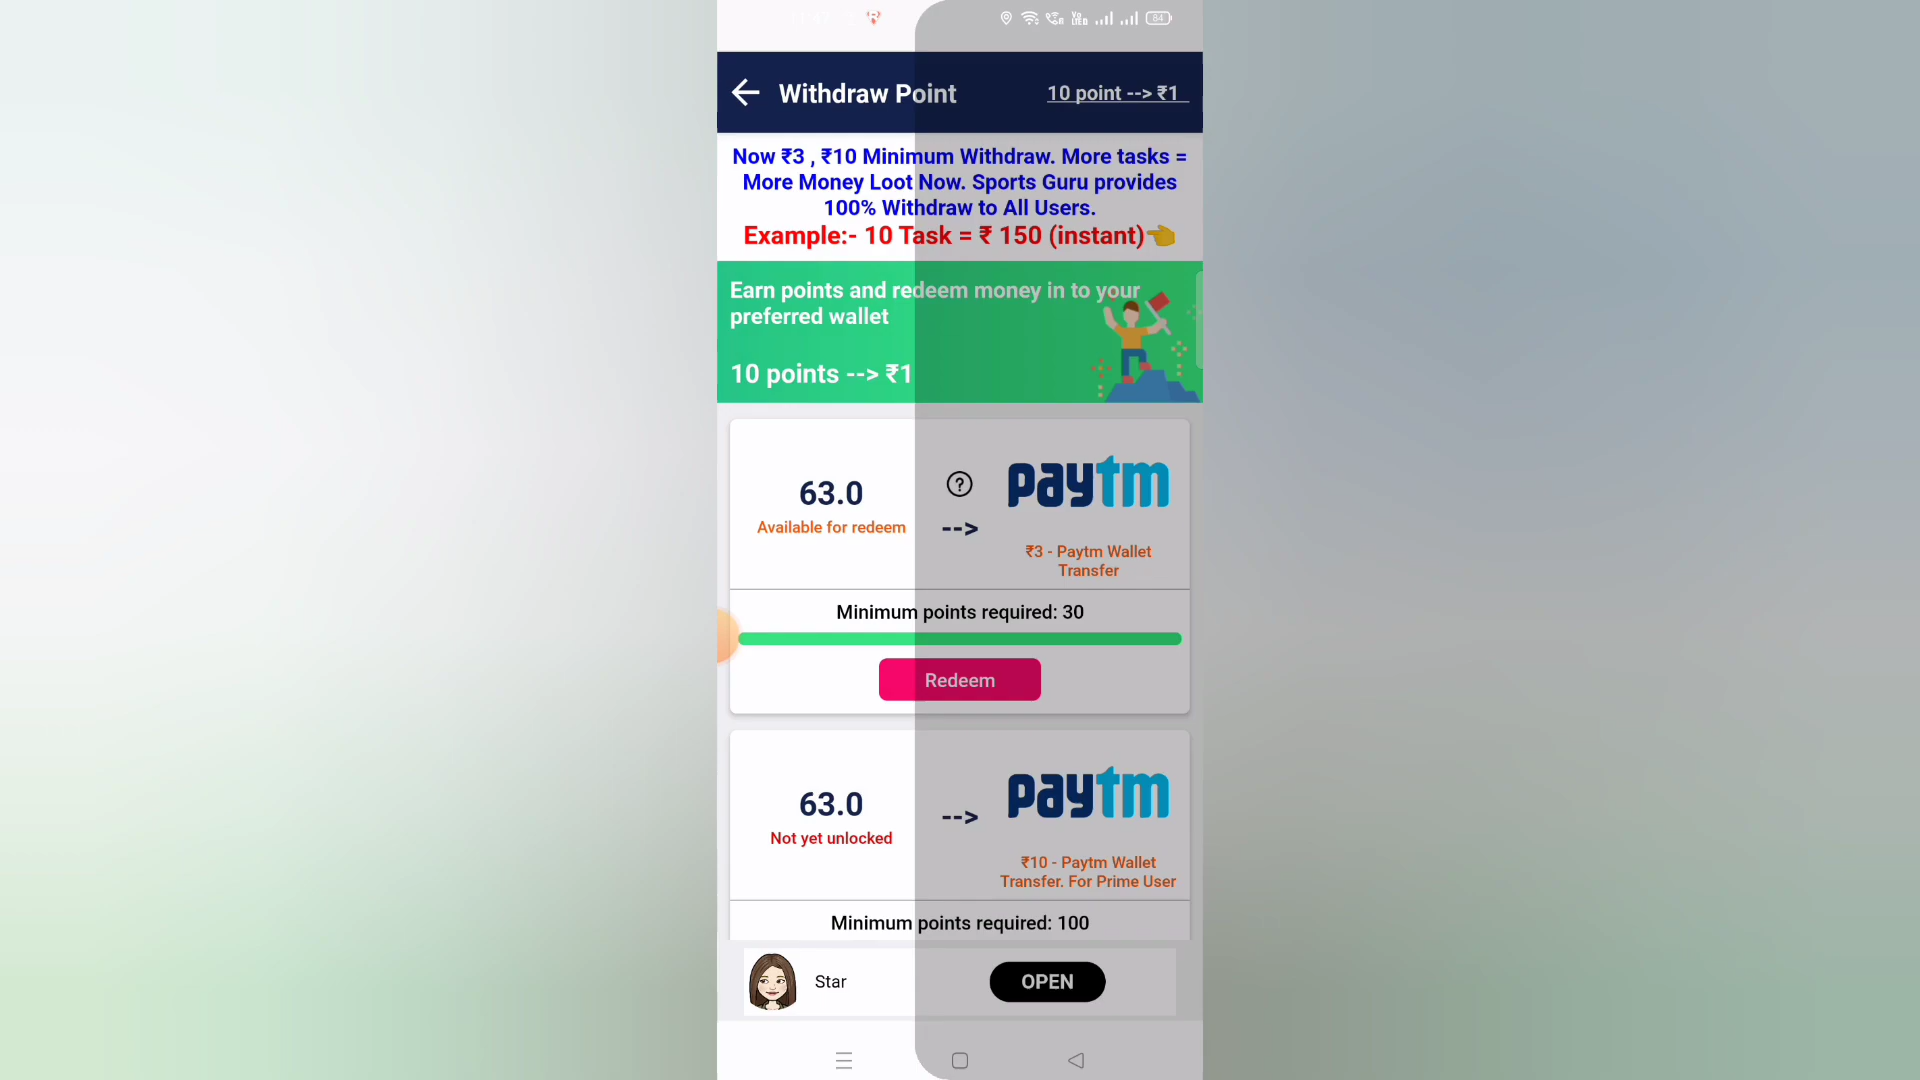 84
Withdraw Point
10 point --> ₹1
Now ₹3 , ₹10 Minimum Withdraw. More tasks =
More Money Loot Now. Sports Guru provides
100% Withdraw to All Users.
Example:- 10 Task = ₹ 150 (instant)👈
Earn points and redeem money in to your
preferred wallet
10 points --> ₹1
63.0
Available for redeem
-->
paytm
₹3 - Paytm Wallet
Transfer
Minimum points required: 30
Redeem
63.0
Not yet unlocked
-->
paytm
₹10 - Paytm Wallet
Transfer. For Prime User
Minimum points required: 100
Star
OPEN